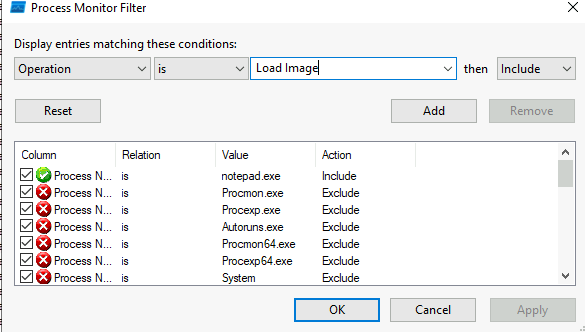 Process Monitor Filter
Display entries matching these conditions:
Operation is Load Image then Include
Reset Add Remove
Column Relation Value Action
Process N... is notepad.exe Include
Process N... is Procmon.exe Exclude
Process N... is Procexp.exe Exclude
Process N... is Autoruns.exe Exclude
Process N... is Procmon64.exe Exclude
Process N... is Procexp64.exe Exclude
Process N... is System Exclude
OK Cancel Apply